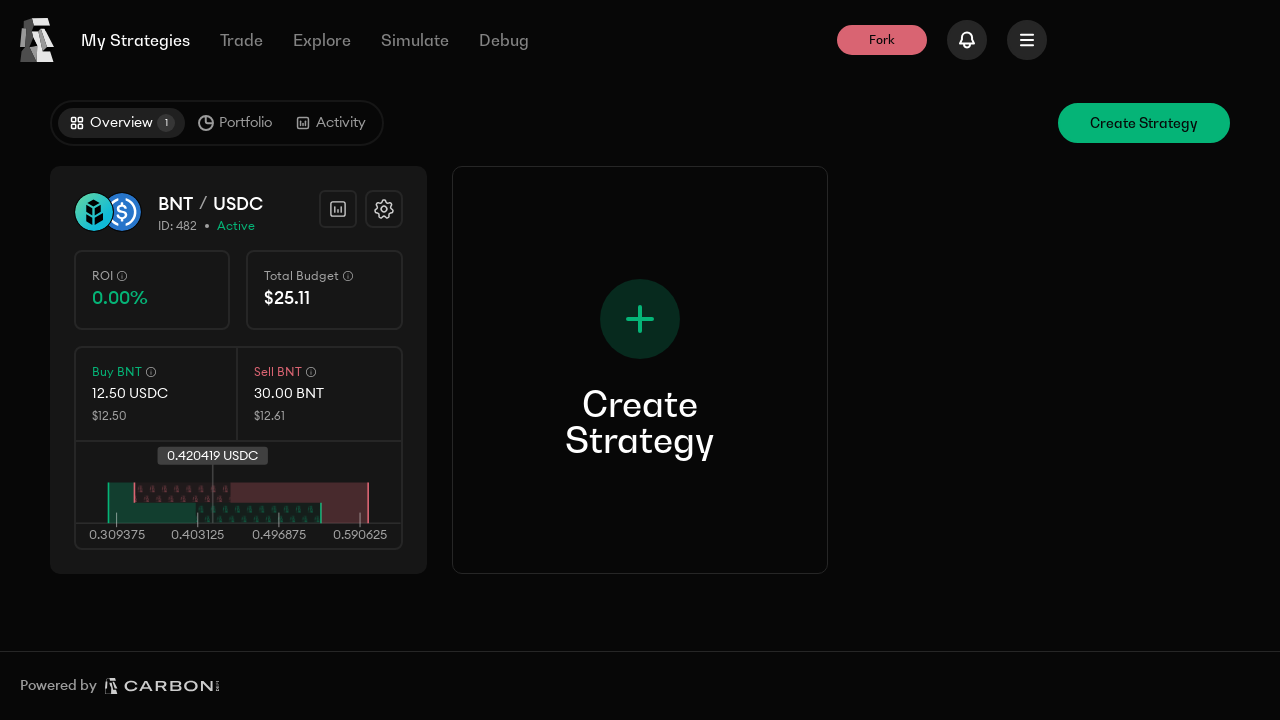 My Strategies
Trade
Explore
Simulate
Debug
Fork
Overview 1
Portfolio
Activity
Create Strategy
BNT / USDC
ID: 482 • Active
ROI
0.00%
Total Budget
$25.11
Buy BNT
12.50 USDC
$12.50
Sell BNT
30.00 BNT
$12.61
0.420419 USDC
0.309375
0.403125
0.496875
0.590625
Create
Strategy
Powered by CARBON